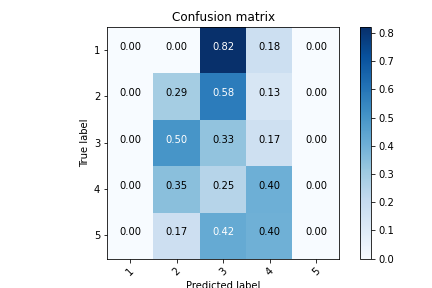 Confusion matrix
True label
1 0.00 0.00 0.82 0.18 0.00
2 0.00 0.29 0.58 0.13 0.00
3 0.00 0.50 0.33 0.17 0.00
4 0.00 0.35 0.25 0.40 0.00
5 0.00 0.17 0.42 0.40 0.00
1 2 3 4 5
Predicted label
0.8
0.7
0.6
0.5
0.4
0.3
0.2
0.1
0.0